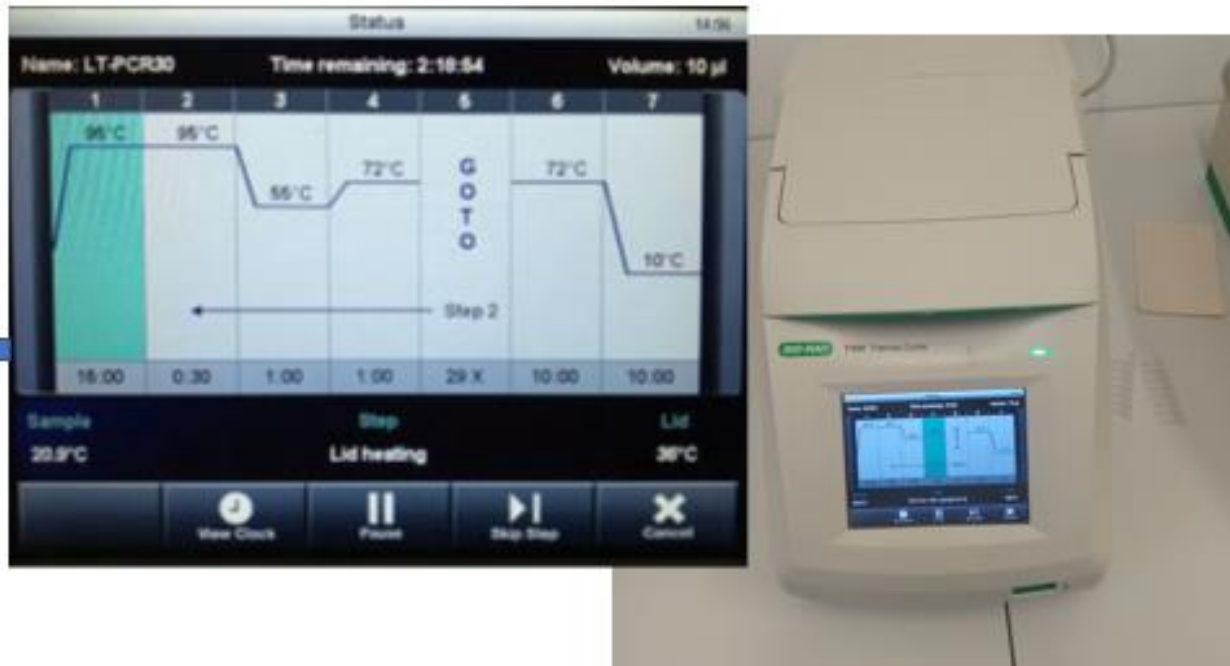 Status
Name: LT-PCR30 Time remaining: 2:18:54 Volume: 10 µl
1 2 3 4 5 6 7
95°C 95°C 55°C 72°C GOTO 72°C 10°C
Step 2
15:00 0:30 1:00 1:00 29 X 10:00 10:00
Sample Step Lid
20.9°C Lid heating 36°C
View Clock Pause Skip Step Cancel
BIO-RAD